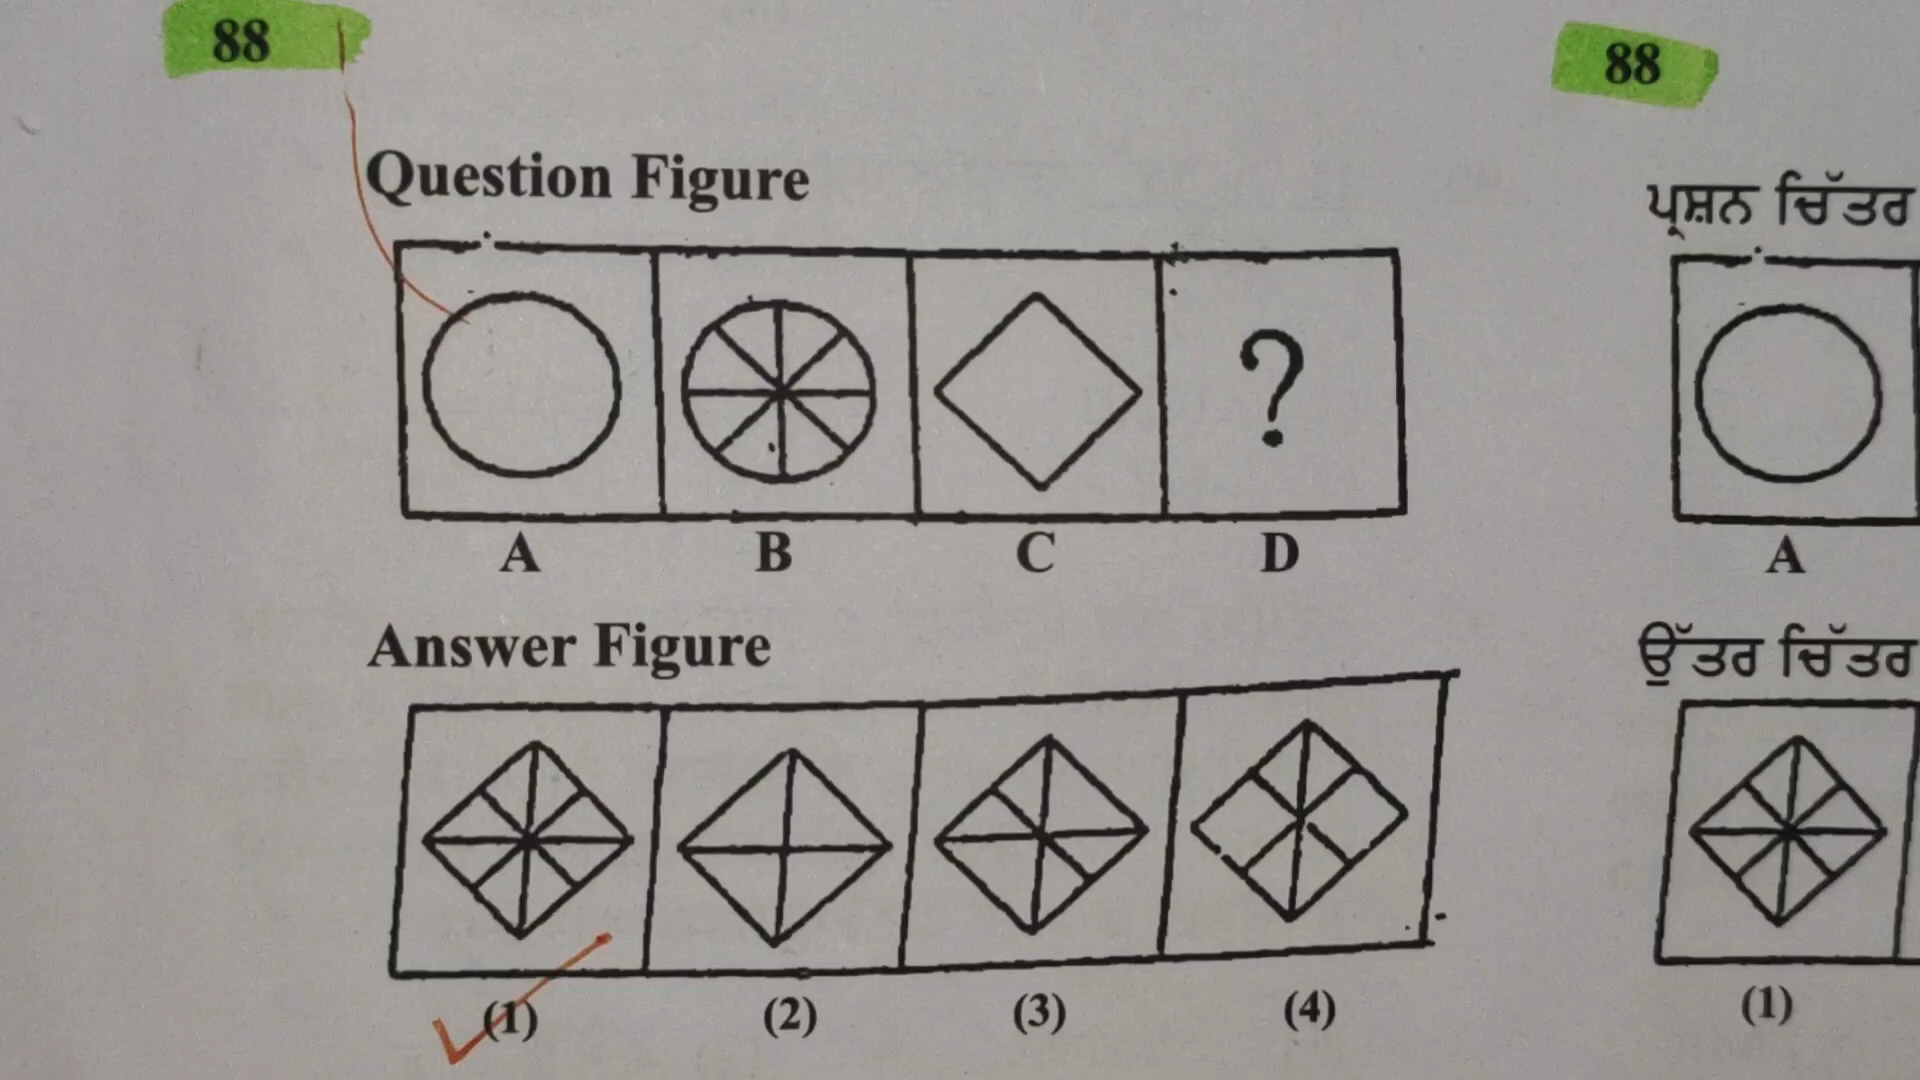 88
Question Figure
?
A B C D
Answer Figure
(1) (2) (3) (4)
88
ਪ੍ਰਸ਼ਨ ਚਿੱਤਰ
A
ਉੱਤਰ ਚਿੱਤਰ
(1)